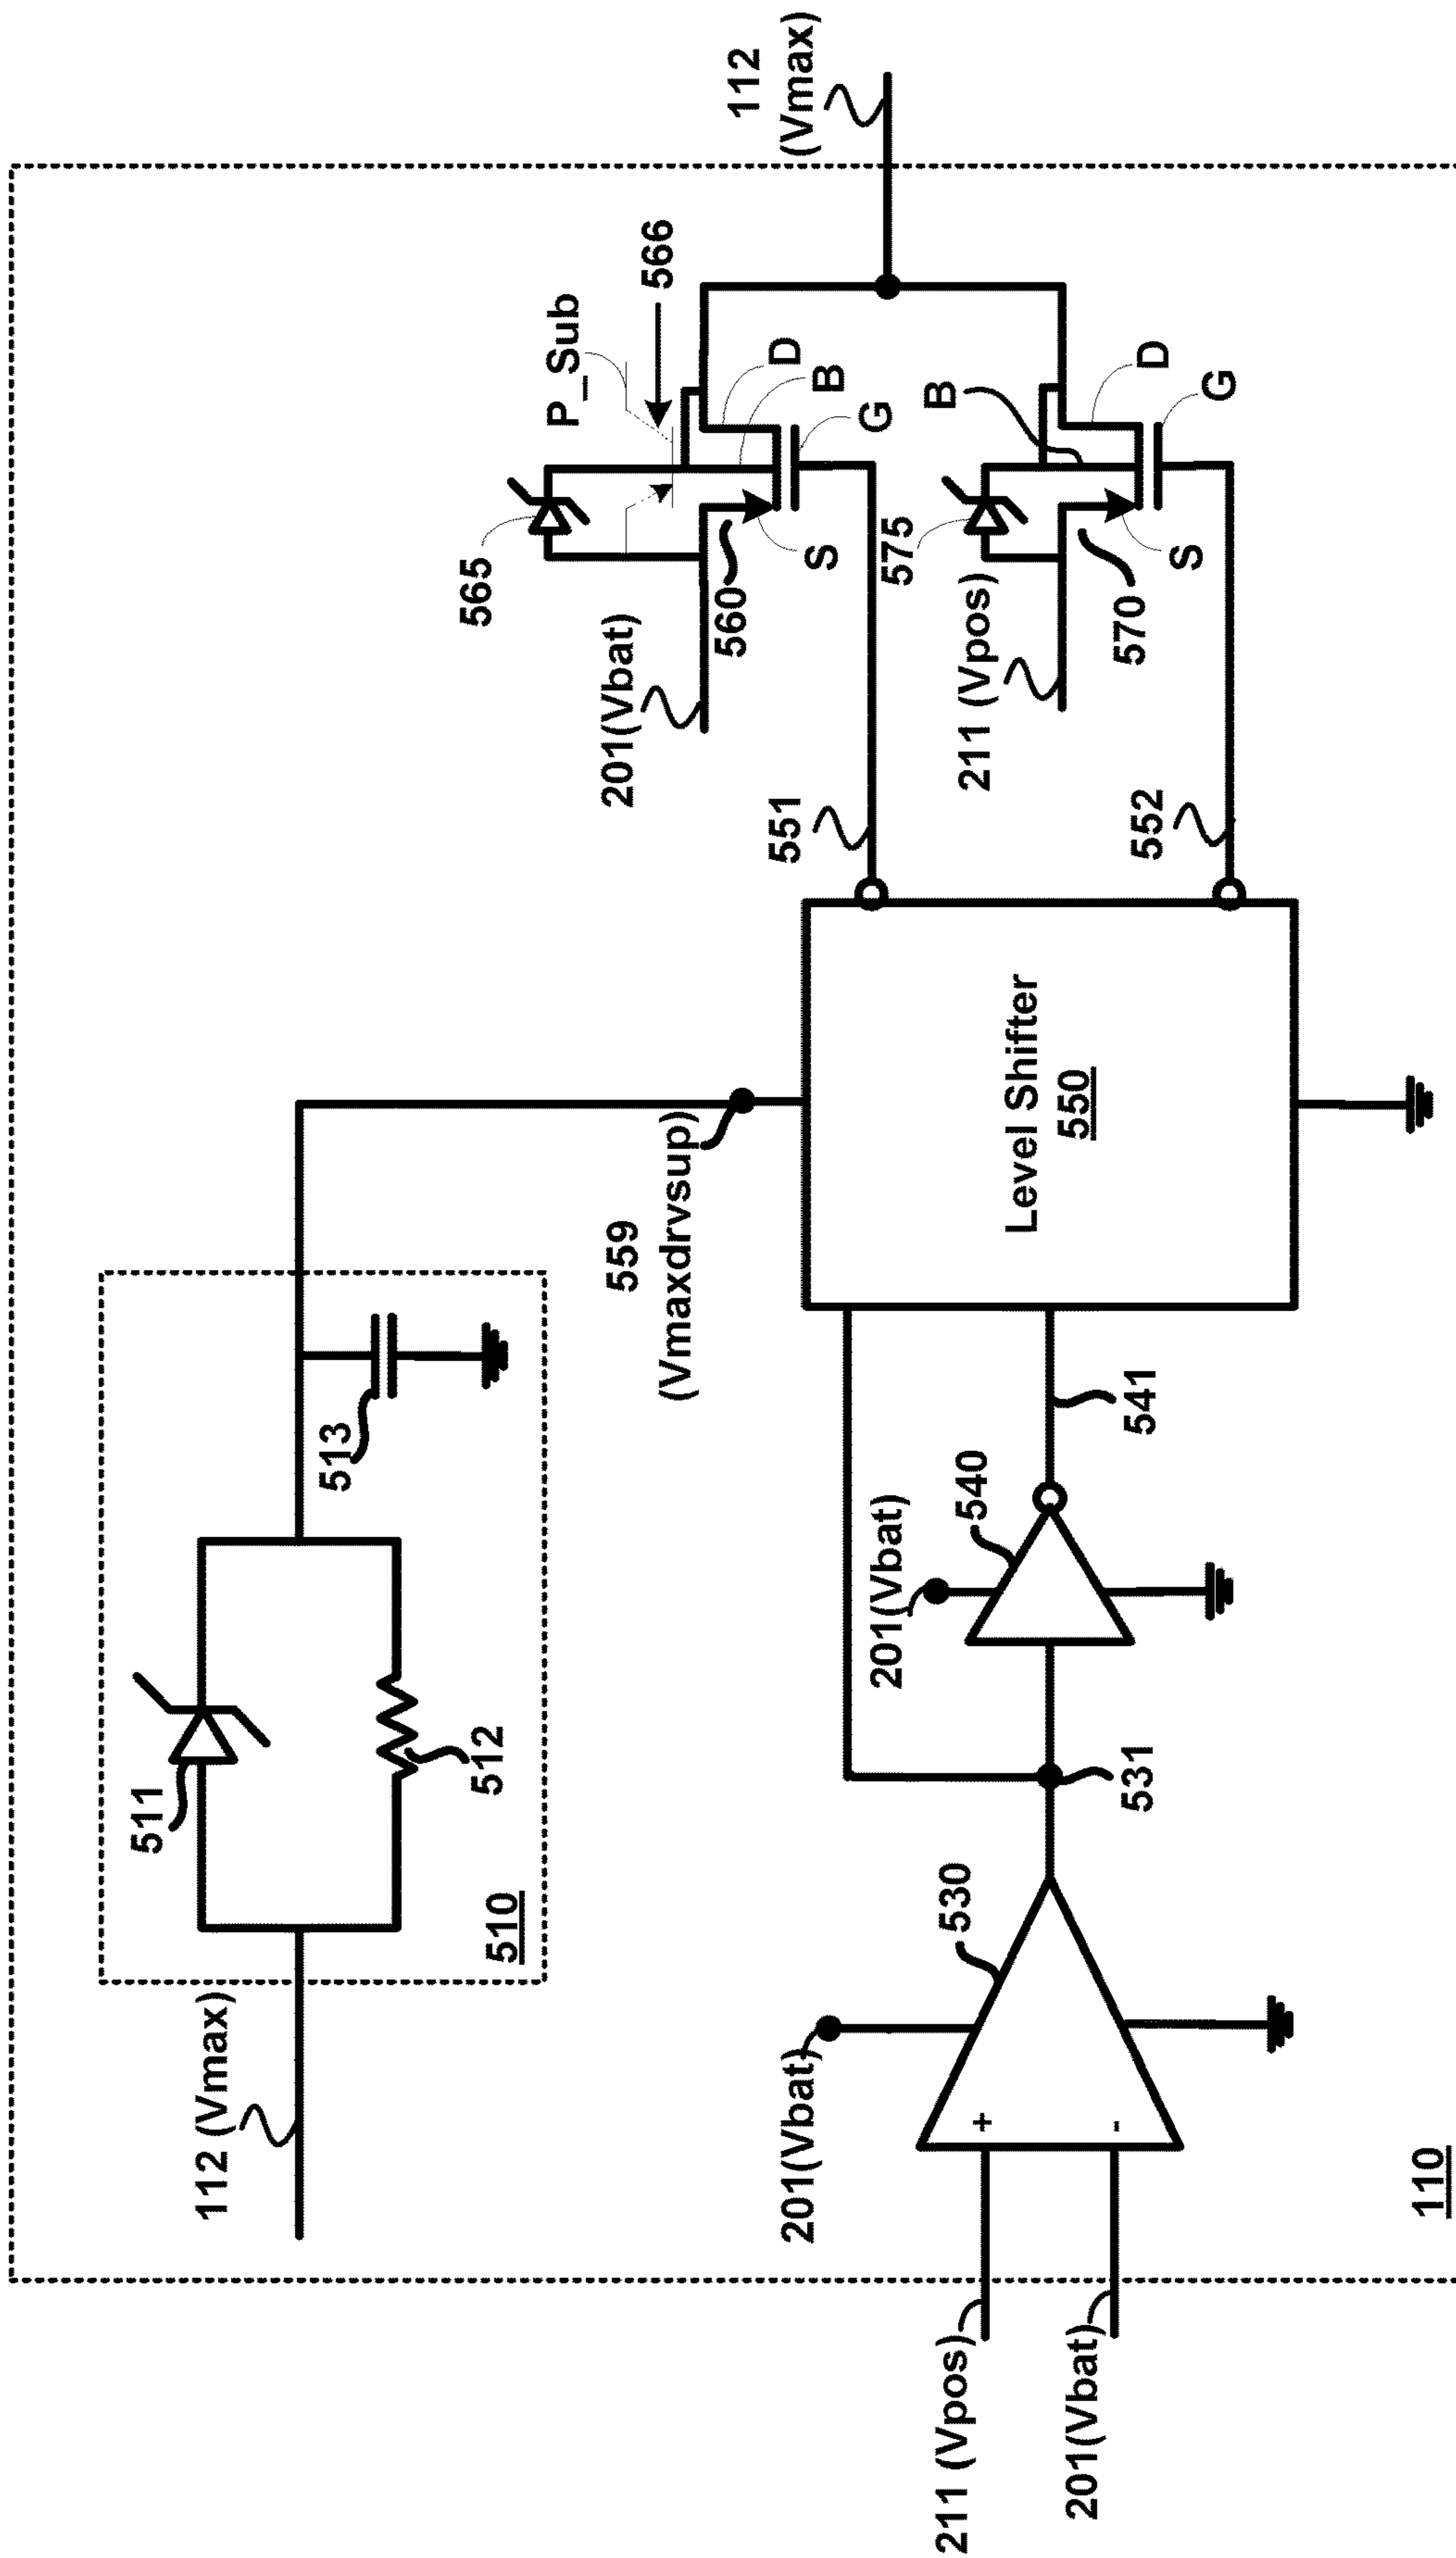 112 (Vmax)
511
512
510
513
559
(Vmaxdrvsup)
P_Sub
566
565
D
B
G
S
560
201(Vbat)
112
(Vmax)
551
575
B
D
G
S
570
211 (Vpos)
552
Level Shifter
550
201(Vbat)
540
541
531
201(Vbat)
530
+
-
211 (Vpos)
201(Vbat)
110